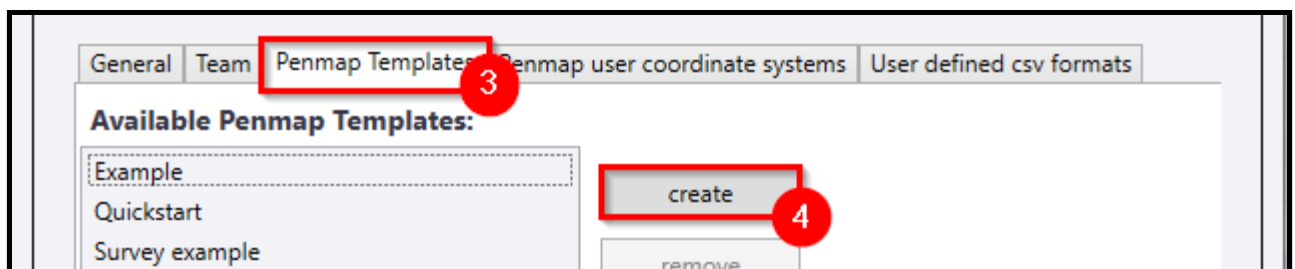 General Team Penmap Templates Penmap user coordinate systems User defined csv formats
3
Available Penmap Templates:
Example
create
Quickstart
4
Survey example
remove